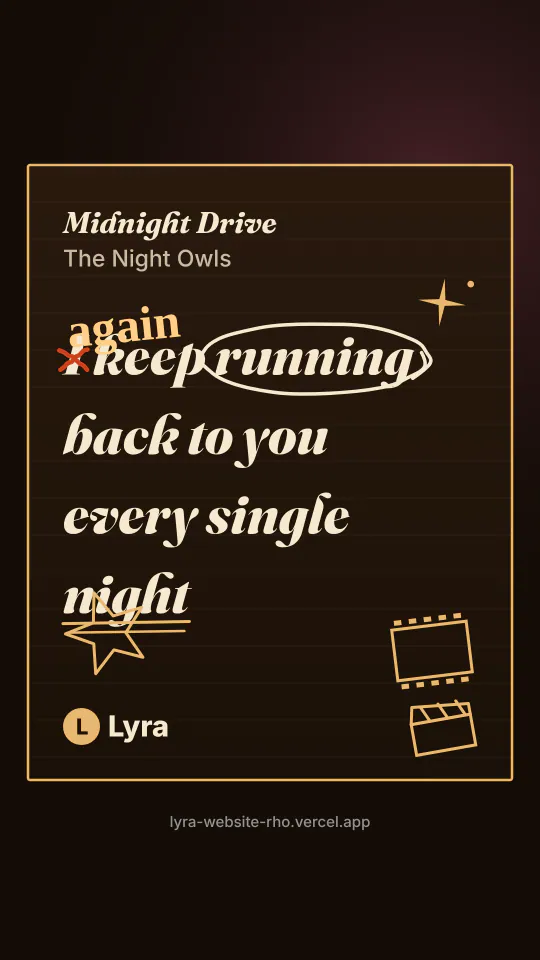 Midnight Drive
The Night Owls
again
I keep running
back to you
every single
night
L Lyra
lyra-website-rho.vercel.app